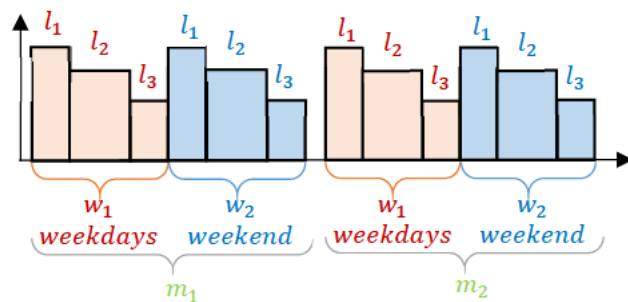 l₁ l₂ l₃ l₁ l₂ l₃ l₁ l₂ l₃ l₁ l₂ l₃
w₁ w₂ w₁ w₂
weekdays weekend weekdays weekend
m₁ m₂